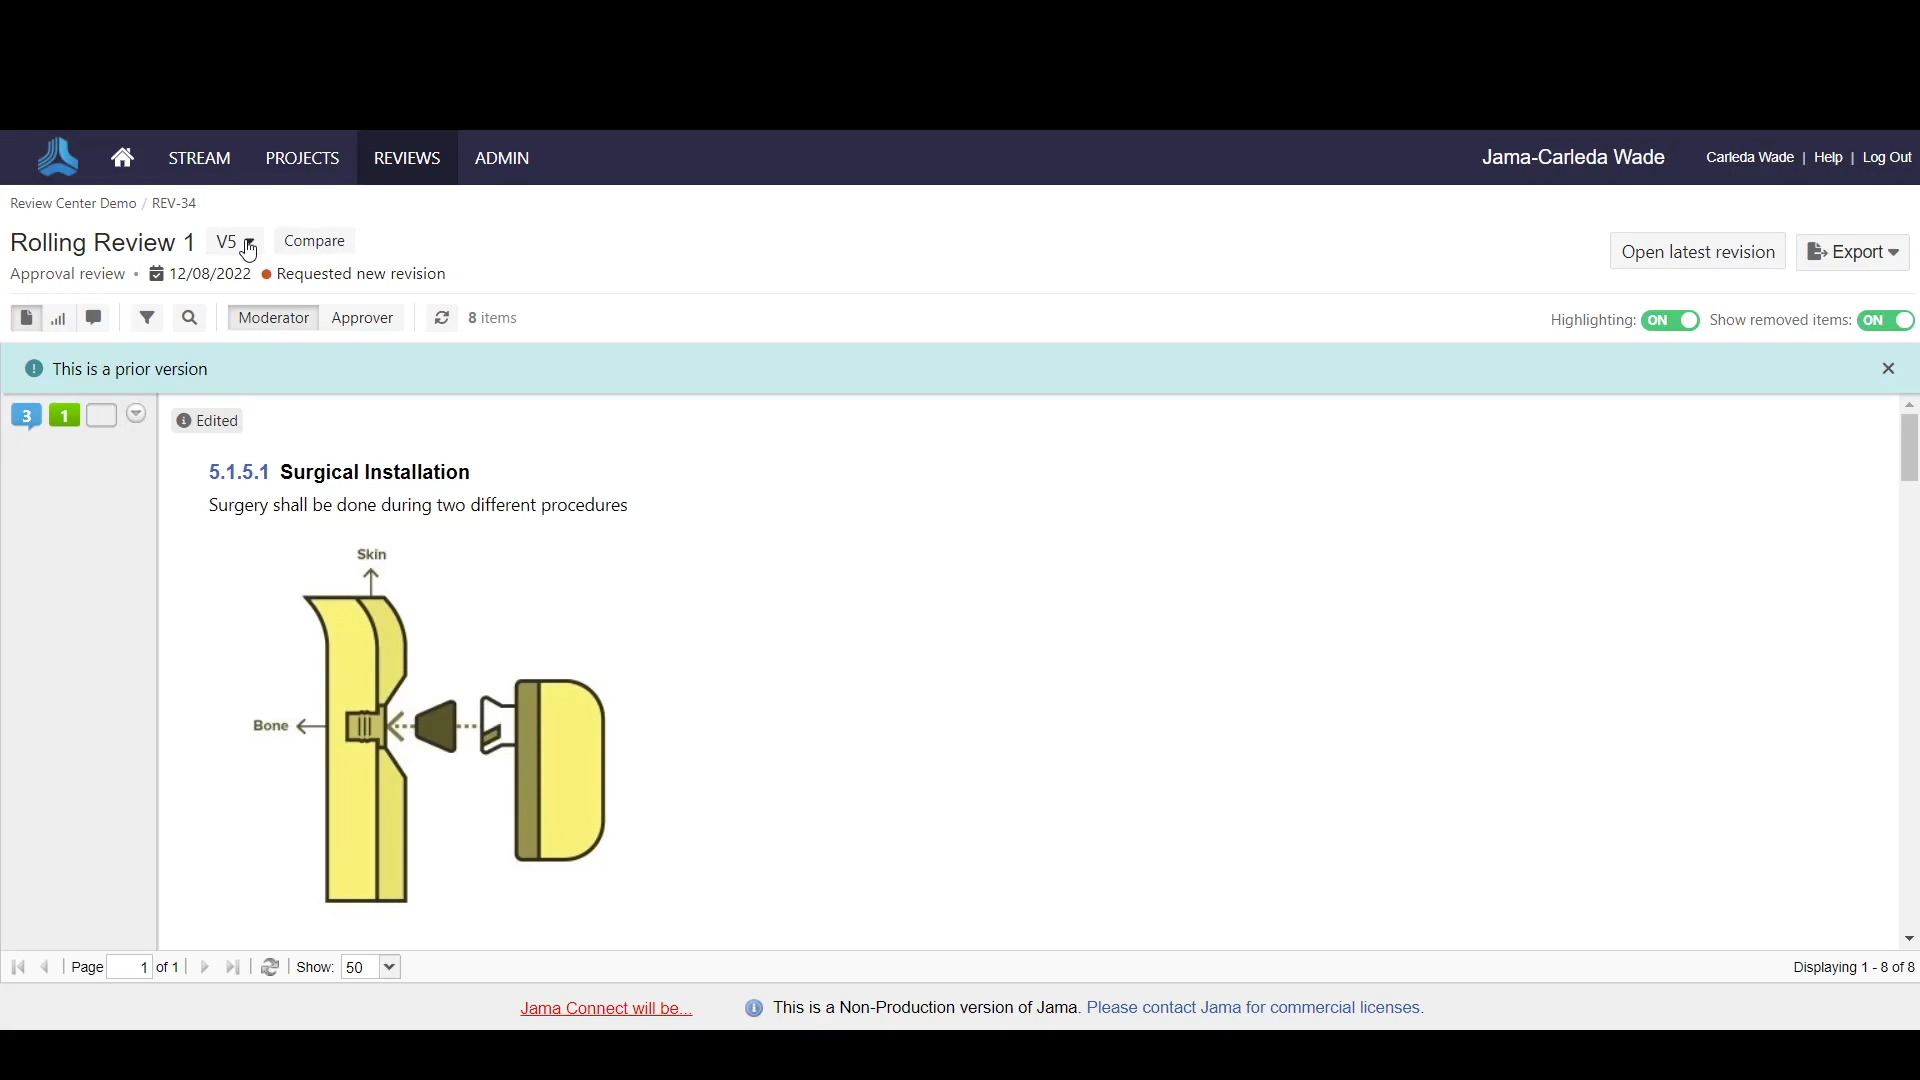 STREAM PROJECTS REVIEWS ADMIN Jama-Carleda Wade Carleda Wade | Help | Log Out
Review Center Demo / REV-34
Rolling Review 1 V5 Compare Open latest revision Export
Approval review • 12/08/2022 Requested new revision
Moderator Approver 8 items Highlighting: ON Show removed items: ON
This is a prior version
3 1 Edited
5.1.5.1 Surgical Installation
Surgery shall be done during two different procedures
Skin
Bone
Page 1 of 1 Show: 50 Displaying 1 - 8 of 8
Jama Connect will be... This is a Non-Production version of Jama. Please contact Jama for commercial licenses.